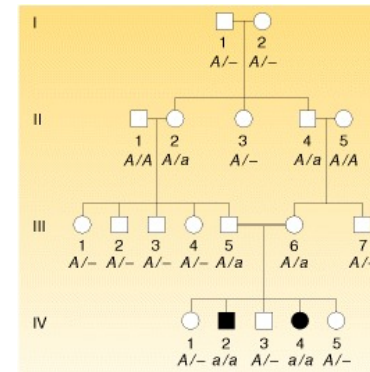 I
1 2
A/– A/–
II
1 2 3 4 5
A/A A/a A/– A/a A/A
III
1 2 3 4 5 6 7
A/– A/– A/– A/– A/a A/a A/
IV
1 2 3 4 5
A/– a/a A/– a/a A/–